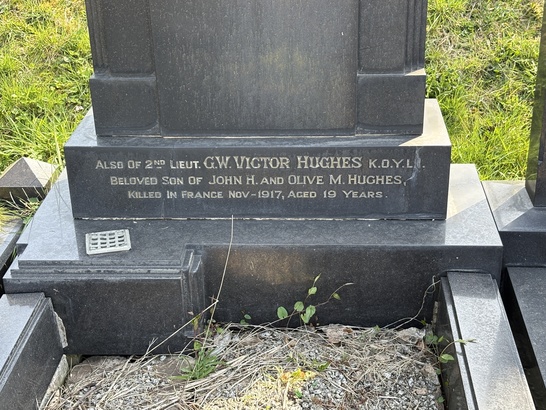 ALSO OF 2ND LIEUT. G.W. VICTOR HUGHES K.O.Y.L.I.
BELOVED SON OF JOHN H. AND OLIVE M. HUGHES,
KILLED IN FRANCE NOV-1917, AGED 19 YEARS.